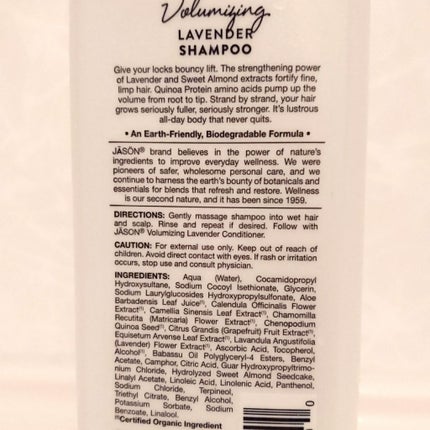 Volumizing
LAVENDER
SHAMPOO
Give your locks bouncy lift. The strengthening power
of Lavender and Sweet Almond extracts fortify fine,
limp hair. Quinoa Protein amino acids pump up the
volume from root to tip. Strand by strand, your hair
grows seriously fuller, seriously stronger. It's lustrous
all-day body that never quits.
• An Earth-Friendly, Biodegradable Formula •
JĀSÖN® brand believes in the power of nature's
ingredients to improve everyday wellness. We were
pioneers of safer, wholesome personal care, and we
continue to harness the earth's bounty of botanicals and
essentials for blends that refresh and restore. Wellness
is our second nature, and it has been since 1959.
DIRECTIONS: Gently massage shampoo into wet hair
and scalp. Rinse and repeat if desired. Follow with
JĀSÖN® Volumizing Lavender Conditioner.
CAUTION: For external use only. Keep out of reach of
children. Avoid direct contact with eyes. If rash or irritation
occurs, stop use and consult physician.
INGREDIENTS: Aqua (Water), Cocamidopropyl
Hydroxysultaine, Sodium Cocoyl Isethionate, Glycerin,
Sodium Laurylglucosides Hydroxypropylsulfonate, Aloe
Barbadensis Leaf Juice⁽¹⁾, Calendula Officinalis Flower
Extract⁽¹⁾, Camellia Sinensis Leaf Extract⁽¹⁾, Chamomilla
Recutita (Matricaria) Flower Extract⁽¹⁾, Chenopodium
Quinoa Seed⁽¹⁾, Citrus Grandis (Grapefruit) Fruit Extract⁽¹⁾,
Equisetum Arvense Leaf Extract⁽¹⁾, Lavandula Angustifolia
(Lavender) Flower Extract⁽¹⁾, Ascorbic Acid, Tocopherol,
Alcohol⁽¹⁾, Babassu Oil Polyglyceryl-4 Esters, Benzyl
Acetate, Camphor, Citric Acid, Guar Hydroxypropyltrimo-
nium Chloride, Hydrolyzed Sweet Almond Seedcake,
Linalyl Acetate, Linoleic Acid, Linolenic Acid, Panthenol,
Sodium Chloride, Terpineol,
Triethyl Citrate, Benzyl Alcohol,
Potassium Sorbate, Sodium
Benzoate, Linalool.
⁽¹⁾Certified Organic Ingredient
0